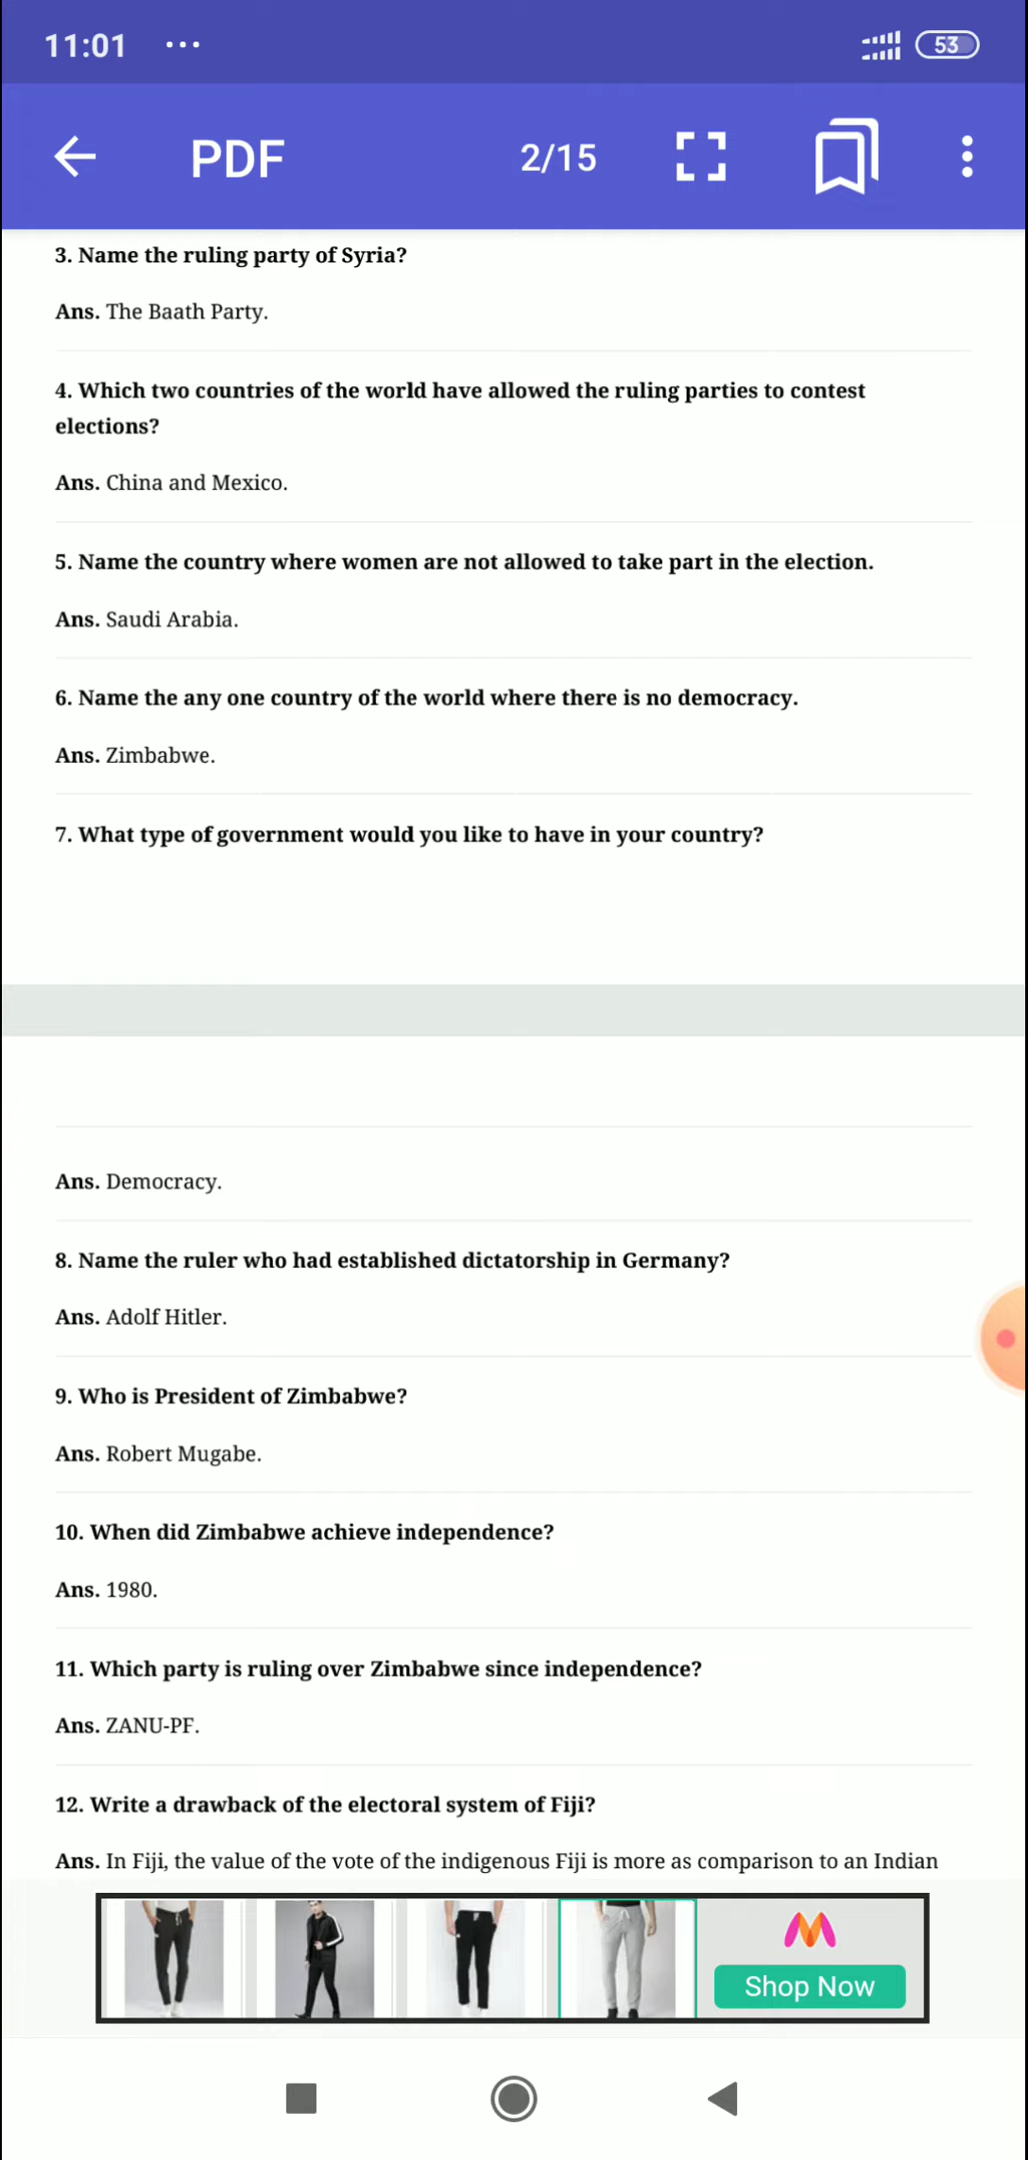 11:01 ...
53
PDF 2/15
3. Name the ruling party of Syria?
Ans. The Baath Party.
4. Which two countries of the world have allowed the ruling parties to contest
elections?
Ans. China and Mexico.
5. Name the country where women are not allowed to take part in the election.
Ans. Saudi Arabia.
6. Name the any one country of the world where there is no democracy.
Ans. Zimbabwe.
7. What type of government would you like to have in your country?
Ans. Democracy.
8. Name the ruler who had established dictatorship in Germany?
Ans. Adolf Hitler.
9. Who is President of Zimbabwe?
Ans. Robert Mugabe.
10. When did Zimbabwe achieve independence?
Ans. 1980.
11. Which party is ruling over Zimbabwe since independence?
Ans. ZANU-PF.
12. Write a drawback of the electoral system of Fiji?
Ans. In Fiji, the value of the vote of the indigenous Fiji is more as comparison to an Indian
Shop Now